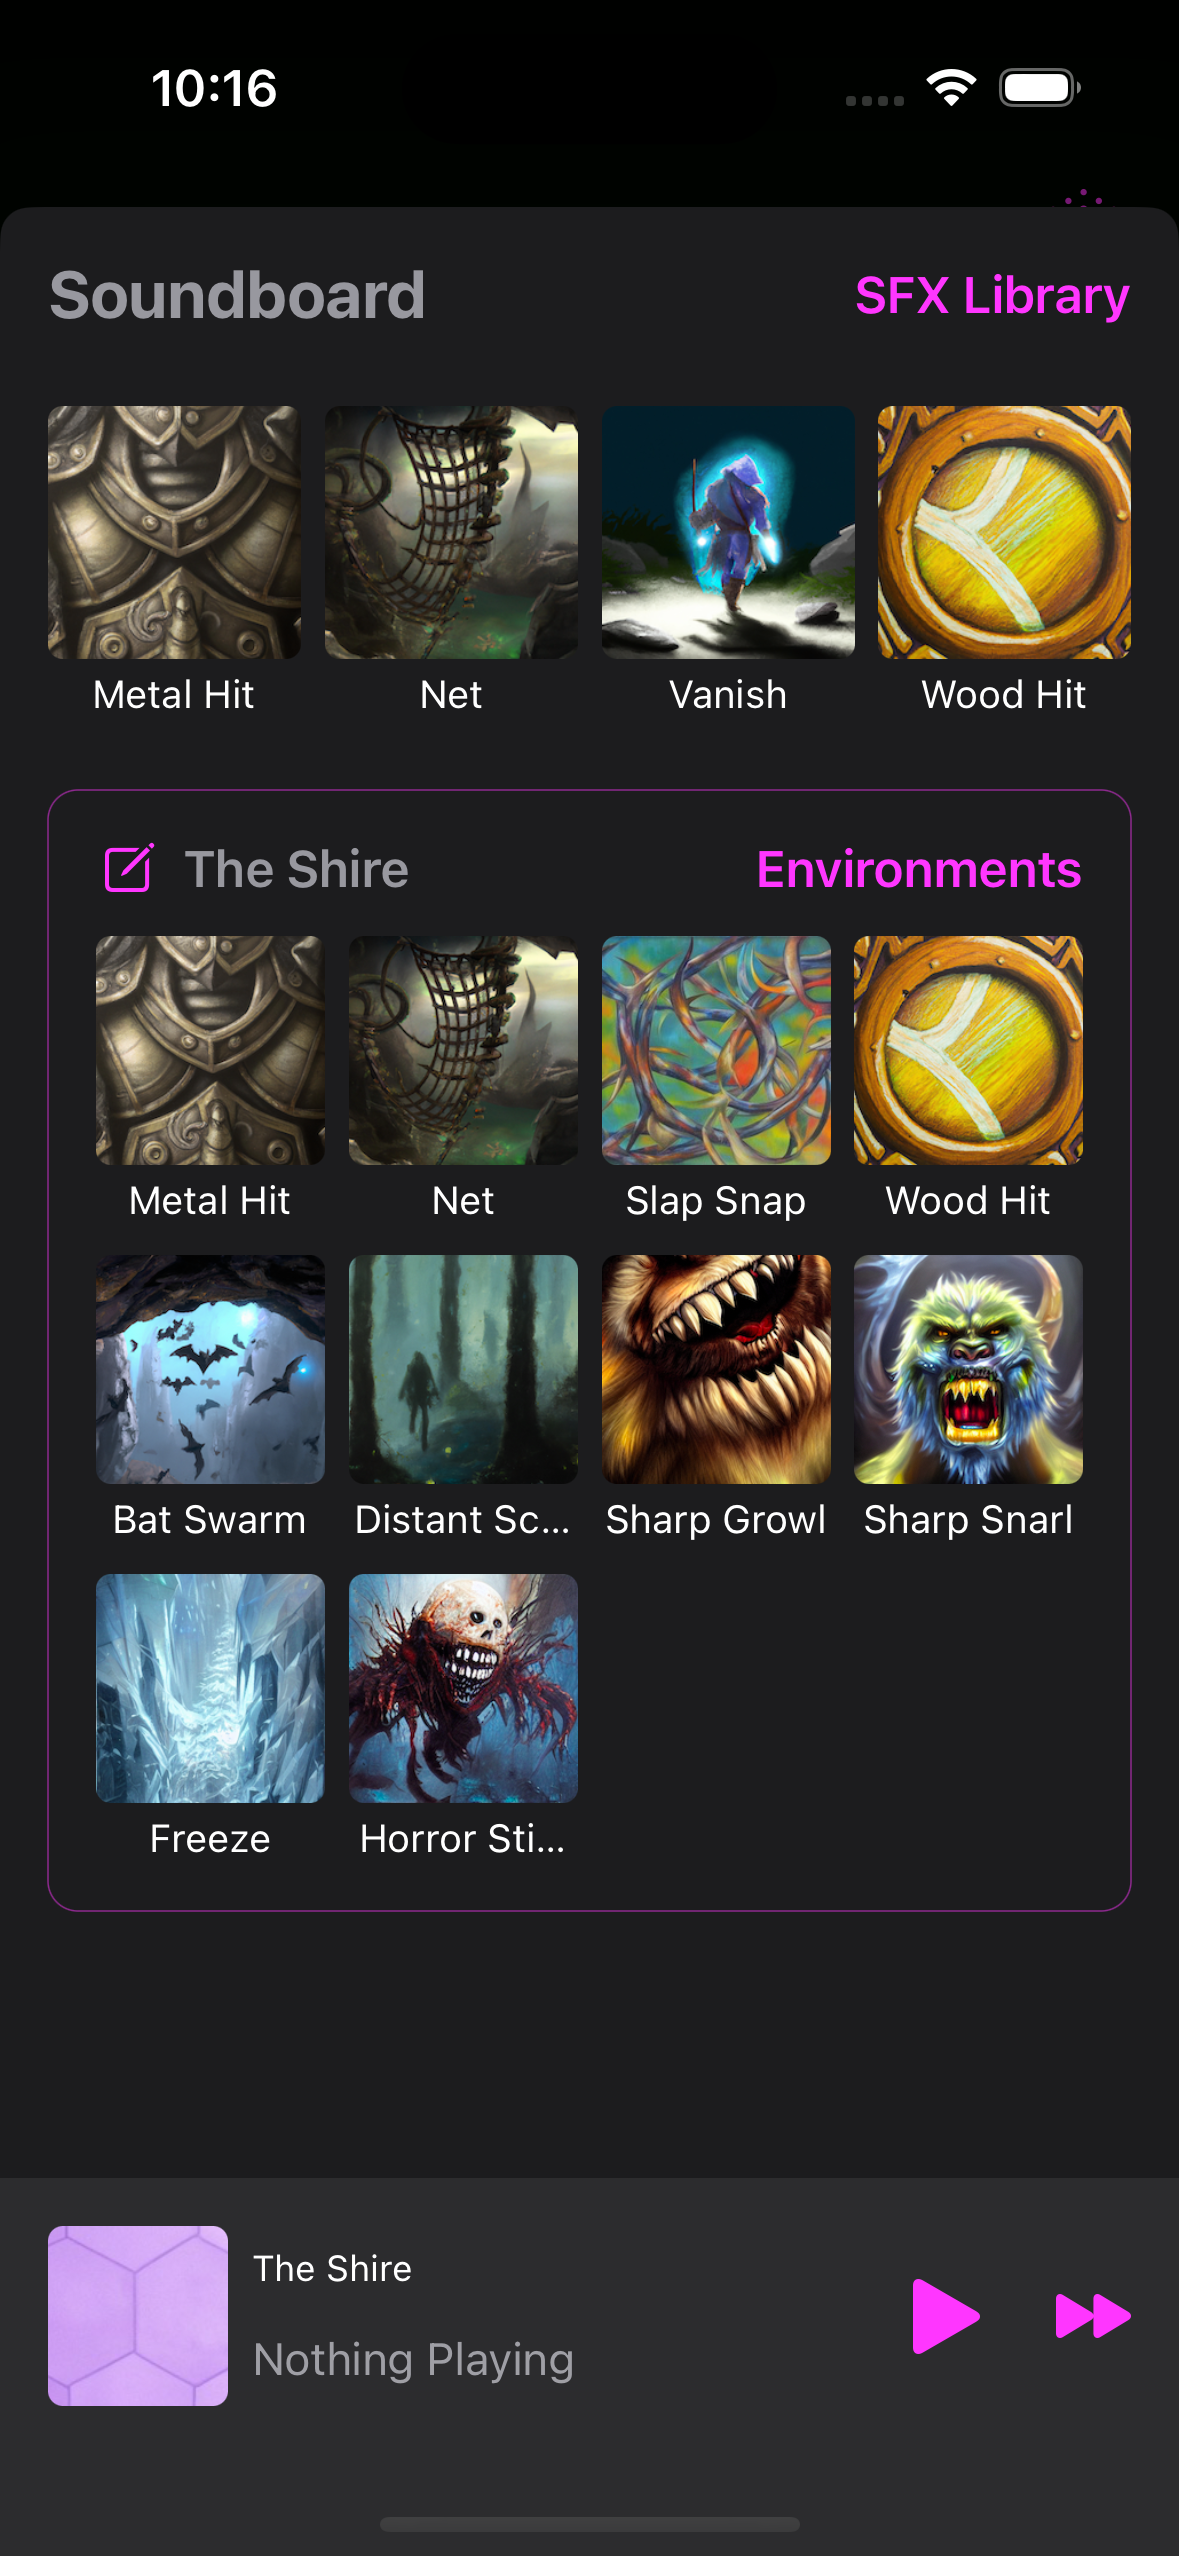 10:16
Soundboard
SFX Library
Metal Hit
Net
Vanish
Wood Hit
The Shire
Environments
Metal Hit
Net
Slap Snap
Wood Hit
Bat Swarm
Distant Sc...
Sharp Growl
Sharp Snarl
Freeze
Horror Sti...
The Shire
Nothing Playing